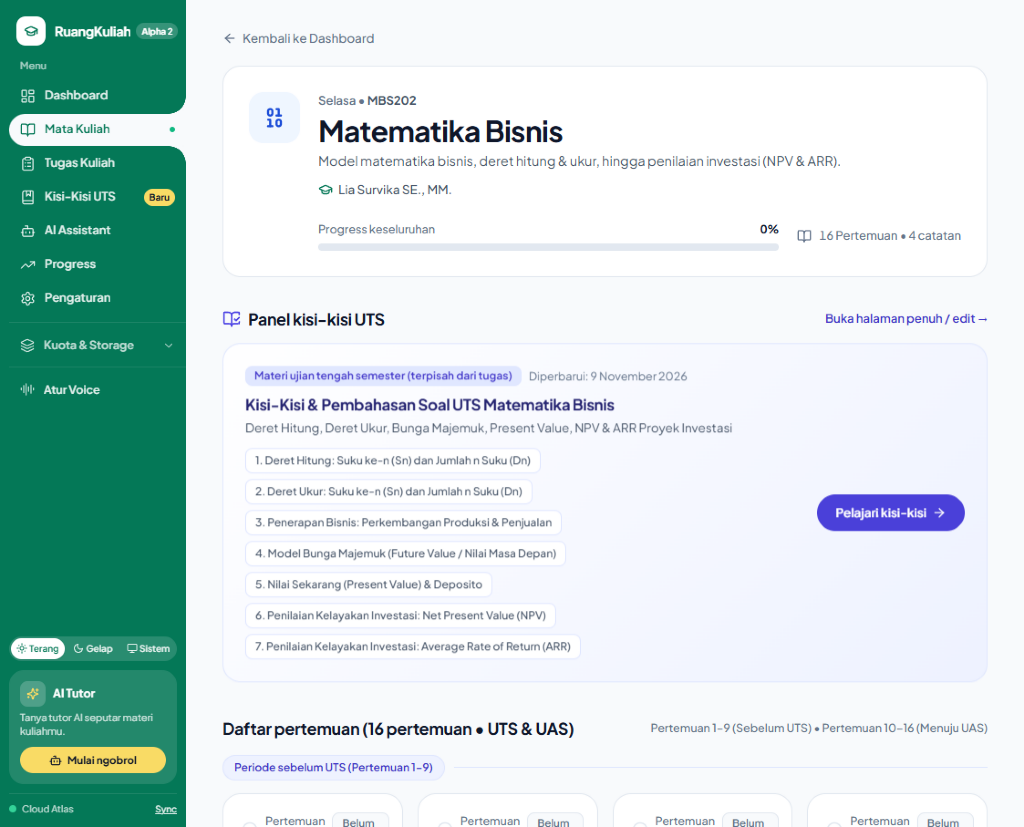 RuangKuliah Alpha 2
Menu
Dashboard
Mata Kuliah
Tugas Kuliah
Kisi-Kisi UTS Baru
AI Assistant
Progress
Pengaturan
Kuota & Storage
Atur Voice
Terang Gelap Sistem
AI Tutor
Tanya tutor AI seputar materi
kuliahmu.
Mulai ngobrol
Cloud Atlas Sync
← Kembali ke Dashboard
01
10
Selasa • MBS202
Matematika Bisnis
Model matematika bisnis, deret hitung & ukur, hingga penilaian investasi (NPV & ARR).
Lia Survika SE., MM.
Progress keseluruhan 0%
16 Pertemuan • 4 catatan
Panel kisi-kisi UTS
Buka halaman penuh / edit →
Materi ujian tengah semester (terpisah dari tugas) Diperbarui: 9 November 2026
Kisi-Kisi & Pembahasan Soal UTS Matematika Bisnis
Deret Hitung, Deret Ukur, Bunga Majemuk, Present Value, NPV & ARR Proyek Investasi
1. Deret Hitung: Suku ke-n (Sn) dan Jumlah n Suku (Dn)
2. Deret Ukur: Suku ke-n (Sn) dan Jumlah n Suku (Dn)
3. Penerapan Bisnis: Perkembangan Produksi & Penjualan
4. Model Bunga Majemuk (Future Value / Nilai Masa Depan)
5. Nilai Sekarang (Present Value) & Deposito
6. Penilaian Kelayakan Investasi: Net Present Value (NPV)
7. Penilaian Kelayakan Investasi: Average Rate of Return (ARR)
Pelajari kisi-kisi →
Daftar pertemuan (16 pertemuan • UTS & UAS)
Pertemuan 1-9 (Sebelum UTS) • Pertemuan 10-16 (Menuju UAS)
Periode sebelum UTS (Pertemuan 1-9)
Pertemuan Belum
Pertemuan Belum
Pertemuan Belum
Pertemuan Belum